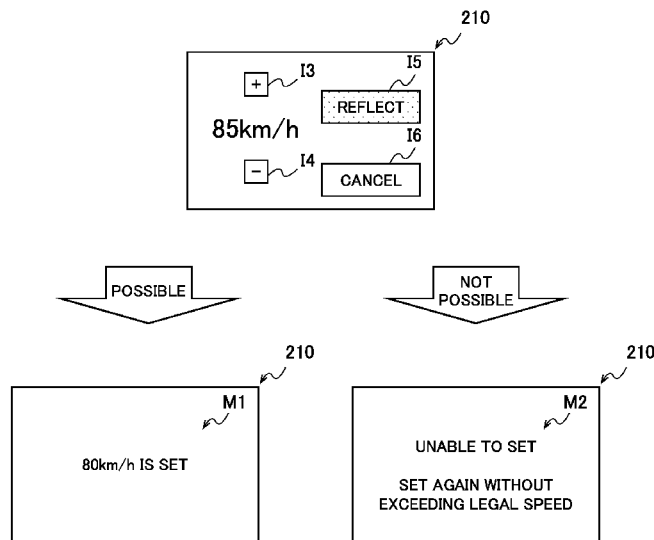 210
+
I3
I5
REFLECT
85km/h
I6
−
I4
CANCEL
POSSIBLE
NOT
POSSIBLE
210
210
M1
M2
80km/h IS SET
UNABLE TO SET
SET AGAIN WITHOUT
EXCEEDING LEGAL SPEED